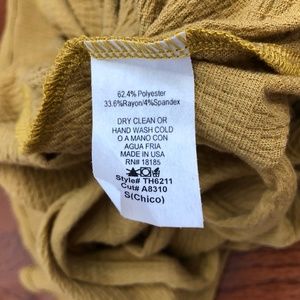 62.4% Polyester
33.6%Rayon/4%Spandex
DRY CLEAN OR
HAND WASH COLD
O A MANO CON
AGUA FRIA
MADE IN USA
RN# 18185
Style# TH6211
Cut# A8310
S(Chico)